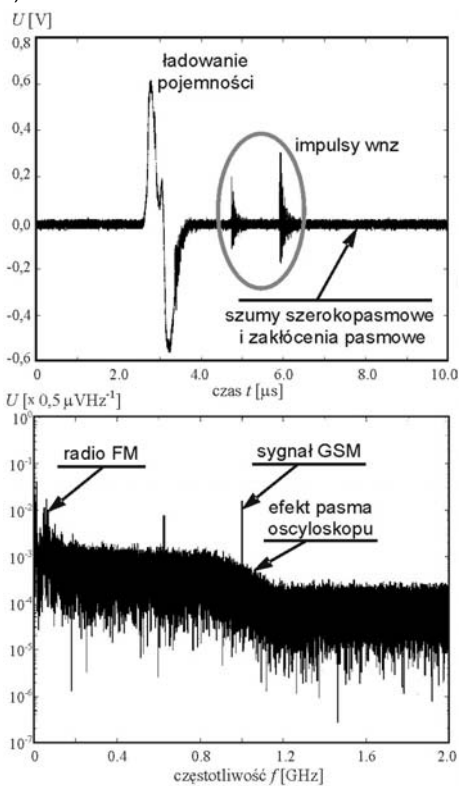 U [V]
0,8
ładowanie
pojemności
0,6
impulsy wnz
0,4
0,2
0,0
-0,2
szumy szerokopasmowe
i zakłócenia pasmowe
-0,4
-0,6
0.0 2.0 4.0 6.0 8.0 10.0
czas t [µs]
U [x 0,5 µVHz⁻¹]
10⁰
radio FM
sygnał GSM
10⁻¹
efekt pasma
oscyloskopu
10⁻²
10⁻³
10⁻⁴
10⁻⁵
10⁻⁶
10⁻⁷
0.0 0.4 0.8 1.2 1.6 2.0
częstotliwość f [GHz]